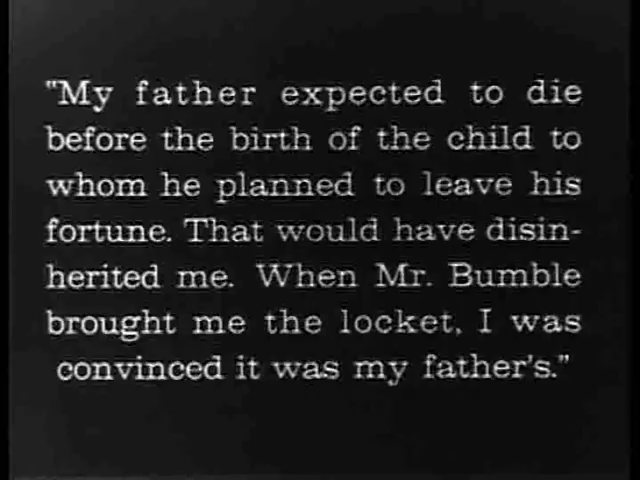 "My father expected to die
before the birth of the child to
whom he planned to leave his
fortune. That would have disin-
herited me. When Mr. Bumble
brought me the locket, I was
convinced it was my father's."